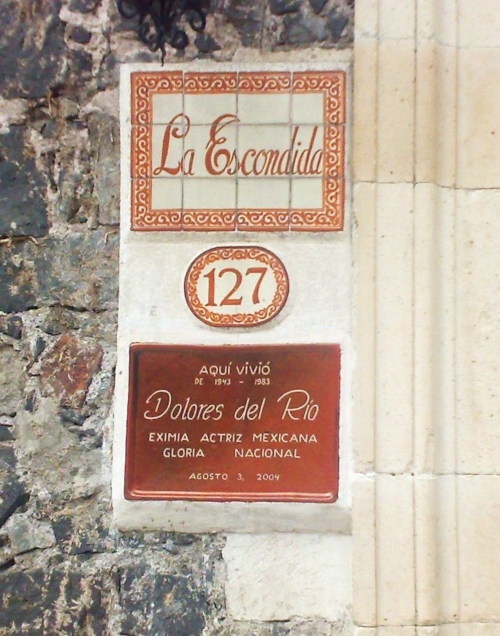 La Escondida
127
AQUÍ VIVIÓ
DE 1943 - 1983
Dolores del Río
EXIMIA ACTRIZ MEXICANA
GLORIA NACIONAL
AGOSTO 3, 2004